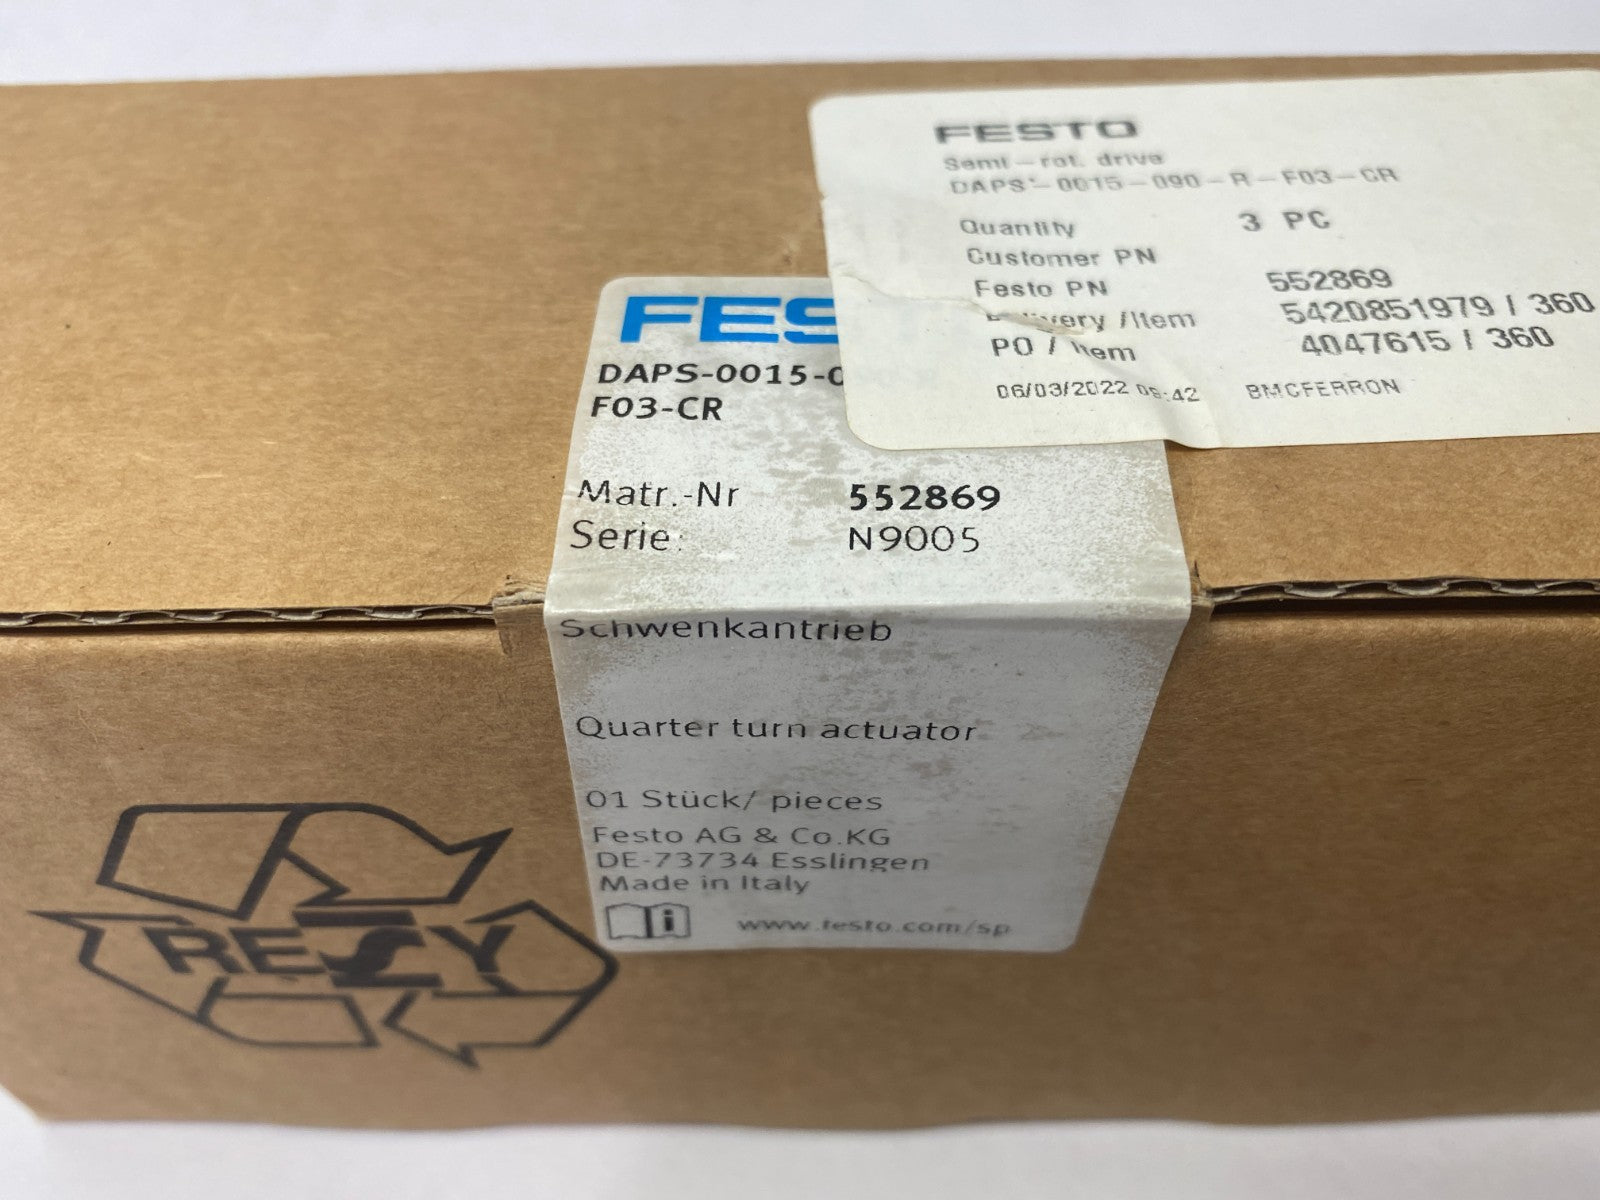 FESTO
Semi-rot. drive
DAPS-0015-090-R-F03-CR
Quantity 3 PC
Customer PN
Festo PN 552869
Delivery /Item 5420851979 / 360
PO / Item 4047615 / 360
06/03/2022 BMCFERRON
FES
DAPS-0015-0
F03-CR
Matr.-Nr 552869
Serie: N9005
Schwenkantrieb
Quarter turn actuator
01 Stück/ pieces
Festo AG & Co.KG
DE-73734 Esslingen
Made in Italy
www.festo.com/sp
RESY